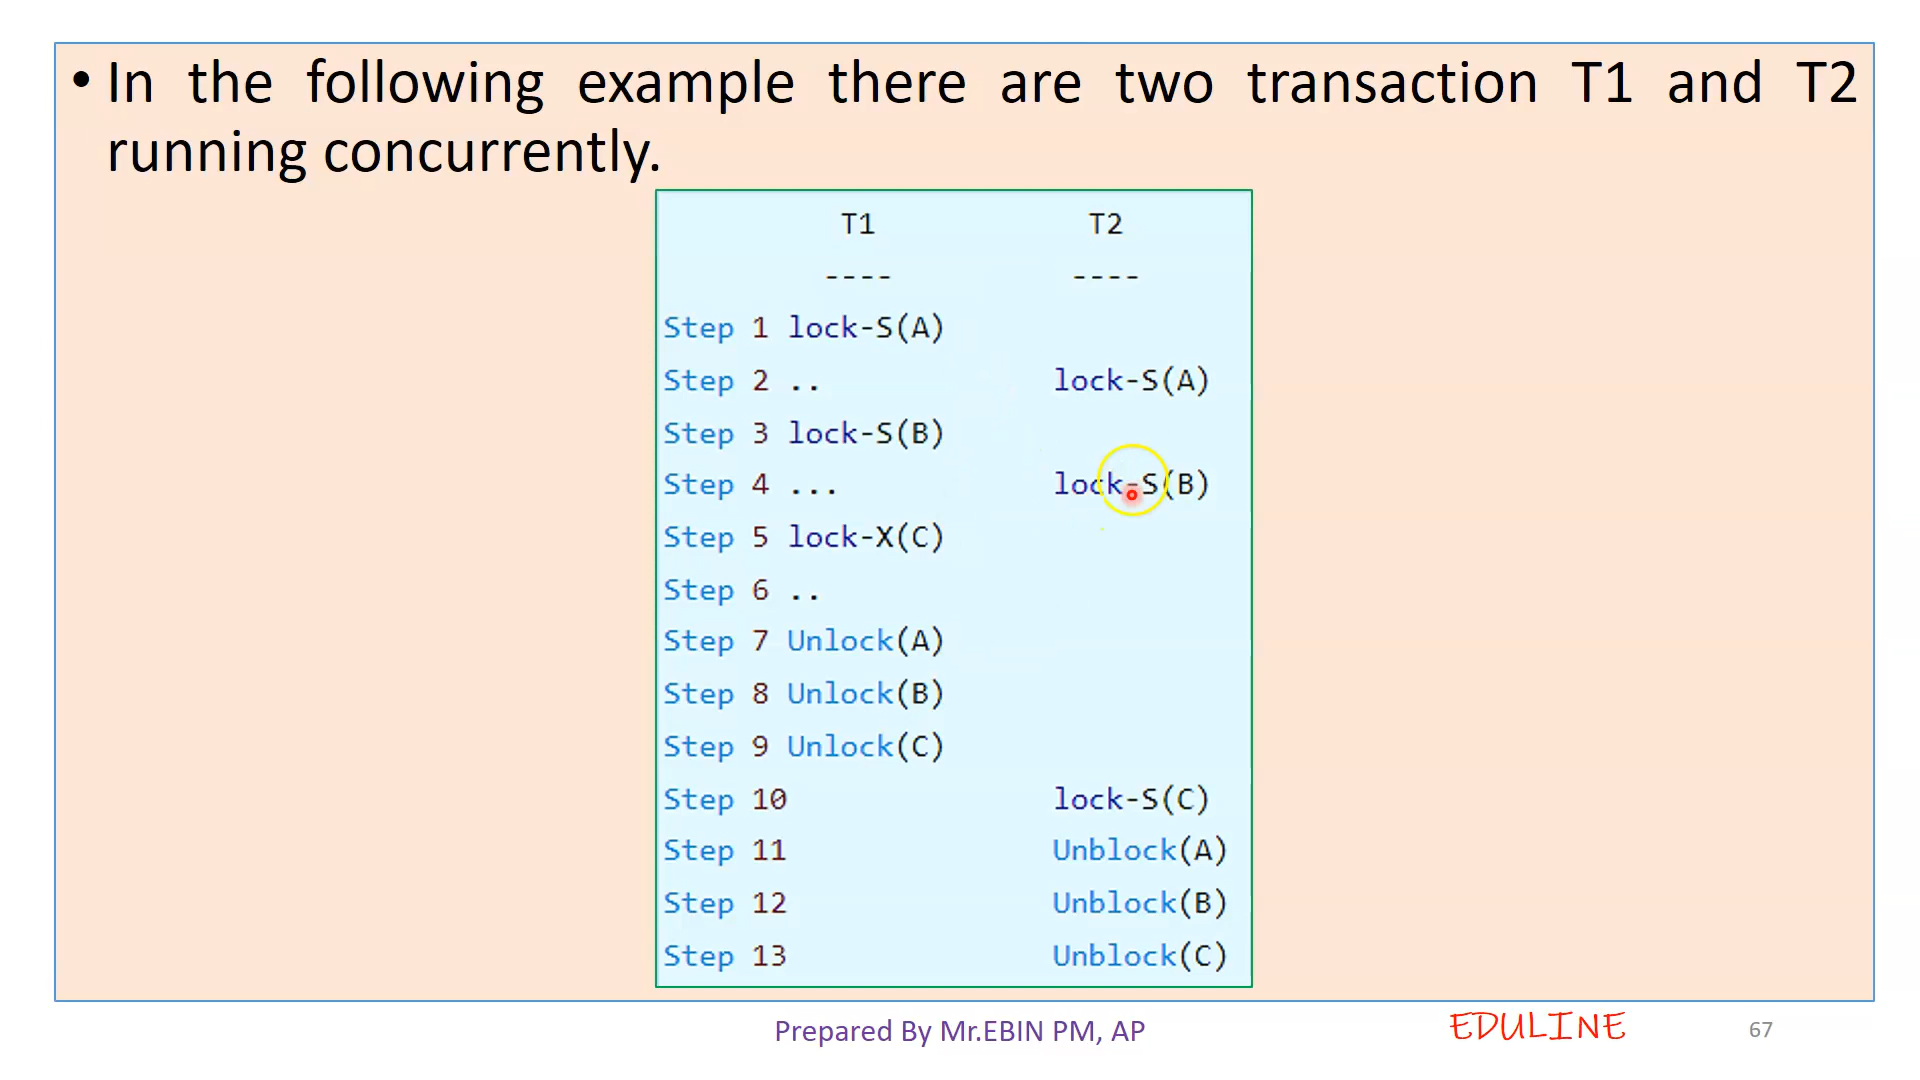 • In the following example there are two transaction T1 and T2
running concurrently.
T1 T2
---- ----
Step 1 lock-S(A)
Step 2 .. lock-S(A)
Step 3 lock-S(B)
Step 4 ... lock-S(B)
Step 5 lock-X(C)
Step 6 ..
Step 7 Unlock(A)
Step 8 Unlock(B)
Step 9 Unlock(C)
Step 10 lock-S(C)
Step 11 Unblock(A)
Step 12 Unblock(B)
Step 13 Unblock(C)
Prepared By Mr.EBIN PM, AP EDULINE 67